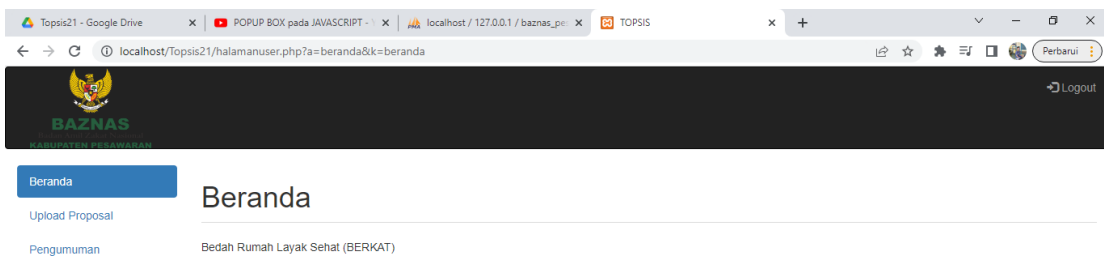 Topsis21 - Google Drive
POPUP BOX pada JAVASCRIPT -
localhost / 127.0.0.1 / baznas_pe
TOPSIS
localhost/Topsis21/halamanuser.php?a=beranda&k=beranda
Perbarui
BAZNAS
KABUPATEN PESAWARAN
Logout
Beranda
Upload Proposal
Pengumuman
Beranda
Bedah Rumah Layak Sehat (BERKAT)